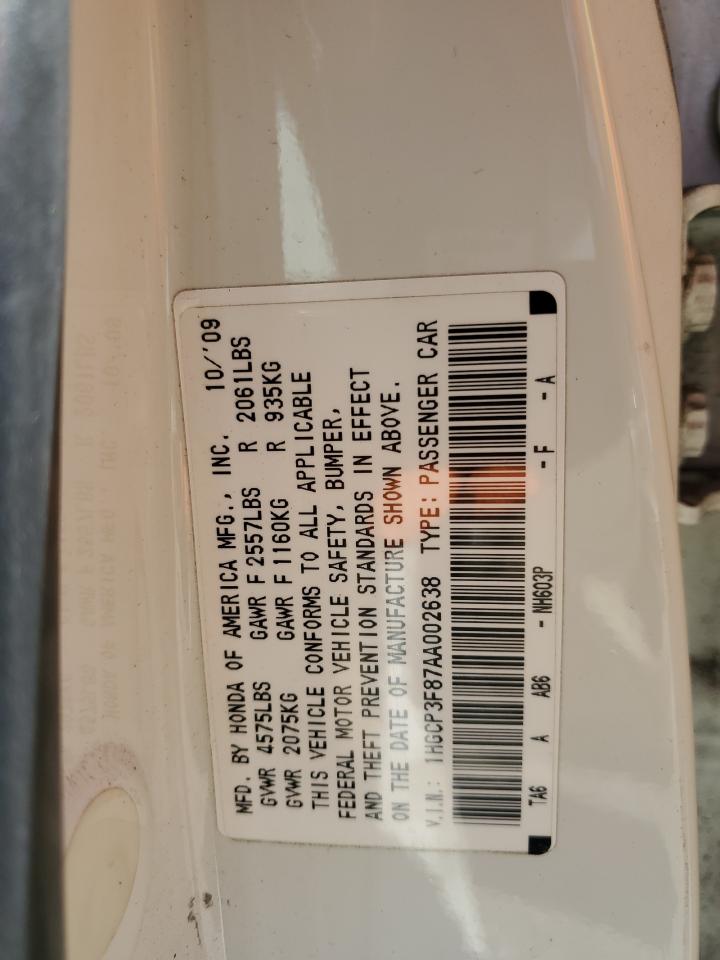 MFD. BY HONDA OF AMERICA MFG., INC. 10/'09
GVWR 4575LBS GAWR F 2557LBS R 2061LBS
GVWR 2075KG GAWR F 1160KG R 935KG
THIS VEHICLE CONFORMS TO ALL APPLICABLE
FEDERAL MOTOR VEHICLE SAFETY, BUMPER,
AND THEFT PREVENTION STANDARDS IN EFFECT
ON THE DATE OF MANUFACTURE SHOWN ABOVE.
V.I.N.: 1HGCP3F87AA002638 TYPE: PASSENGER CAR
TA6 A AB6 - NH603P - F - A